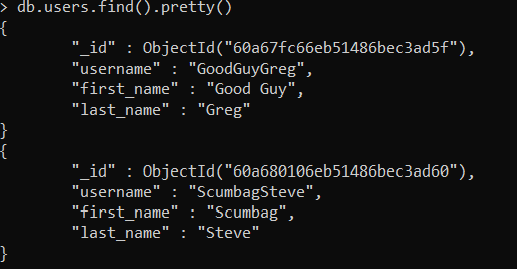 > db.users.find().pretty()
{
"_id" : ObjectId("60a67fc66eb51486bec3ad5f"),
"username" : "GoodGuyGreg",
"first_name" : "Good Guy",
"last_name" : "Greg"
}
{
"_id" : ObjectId("60a680106eb51486bec3ad60"),
"username" : "ScumbagSteve",
"first_name" : "Scumbag",
"last_name" : "Steve"
}